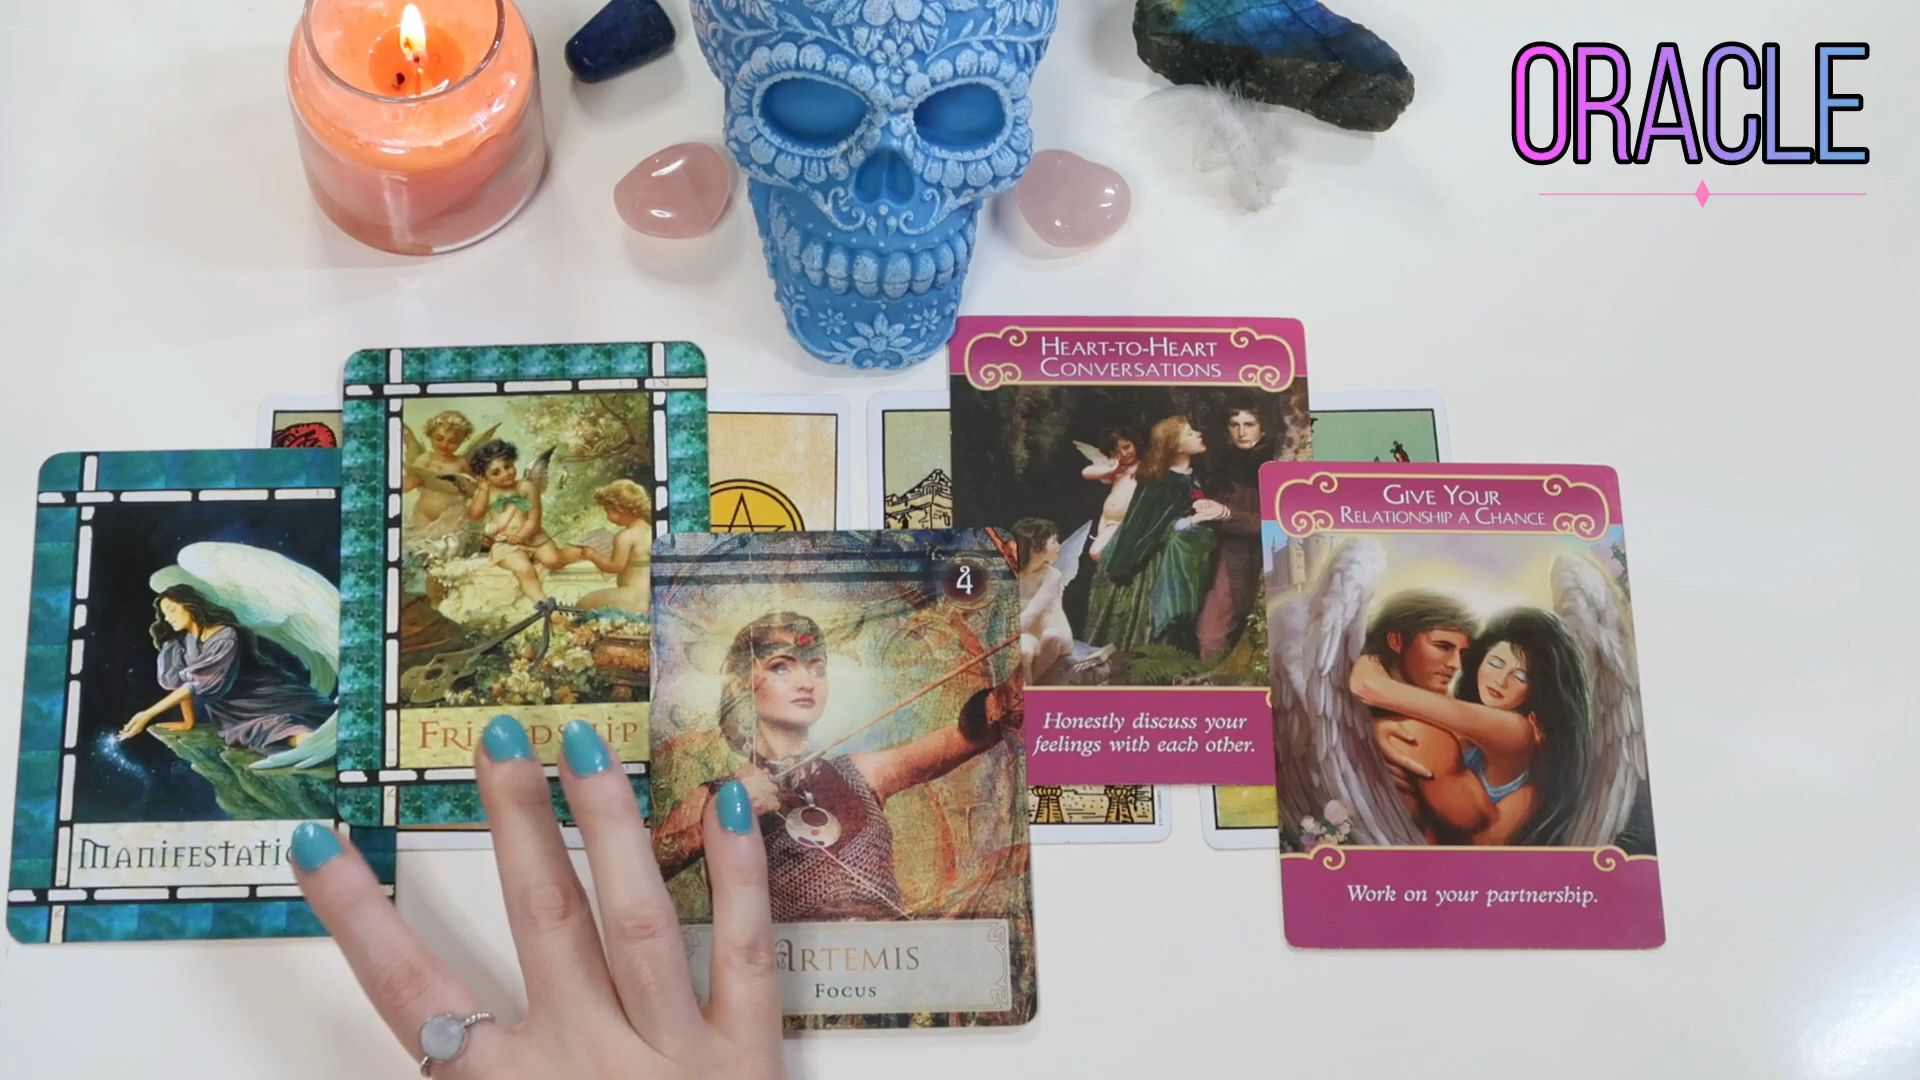 ORACLE
HEART-TO-HEART
CONVERSATIONS
GIVE YOUR
RELATIONSHIP A CHANCE
4
Honestly discuss your
feelings with each other.
Work on your partnership.
ARTEMIS
FOCUS